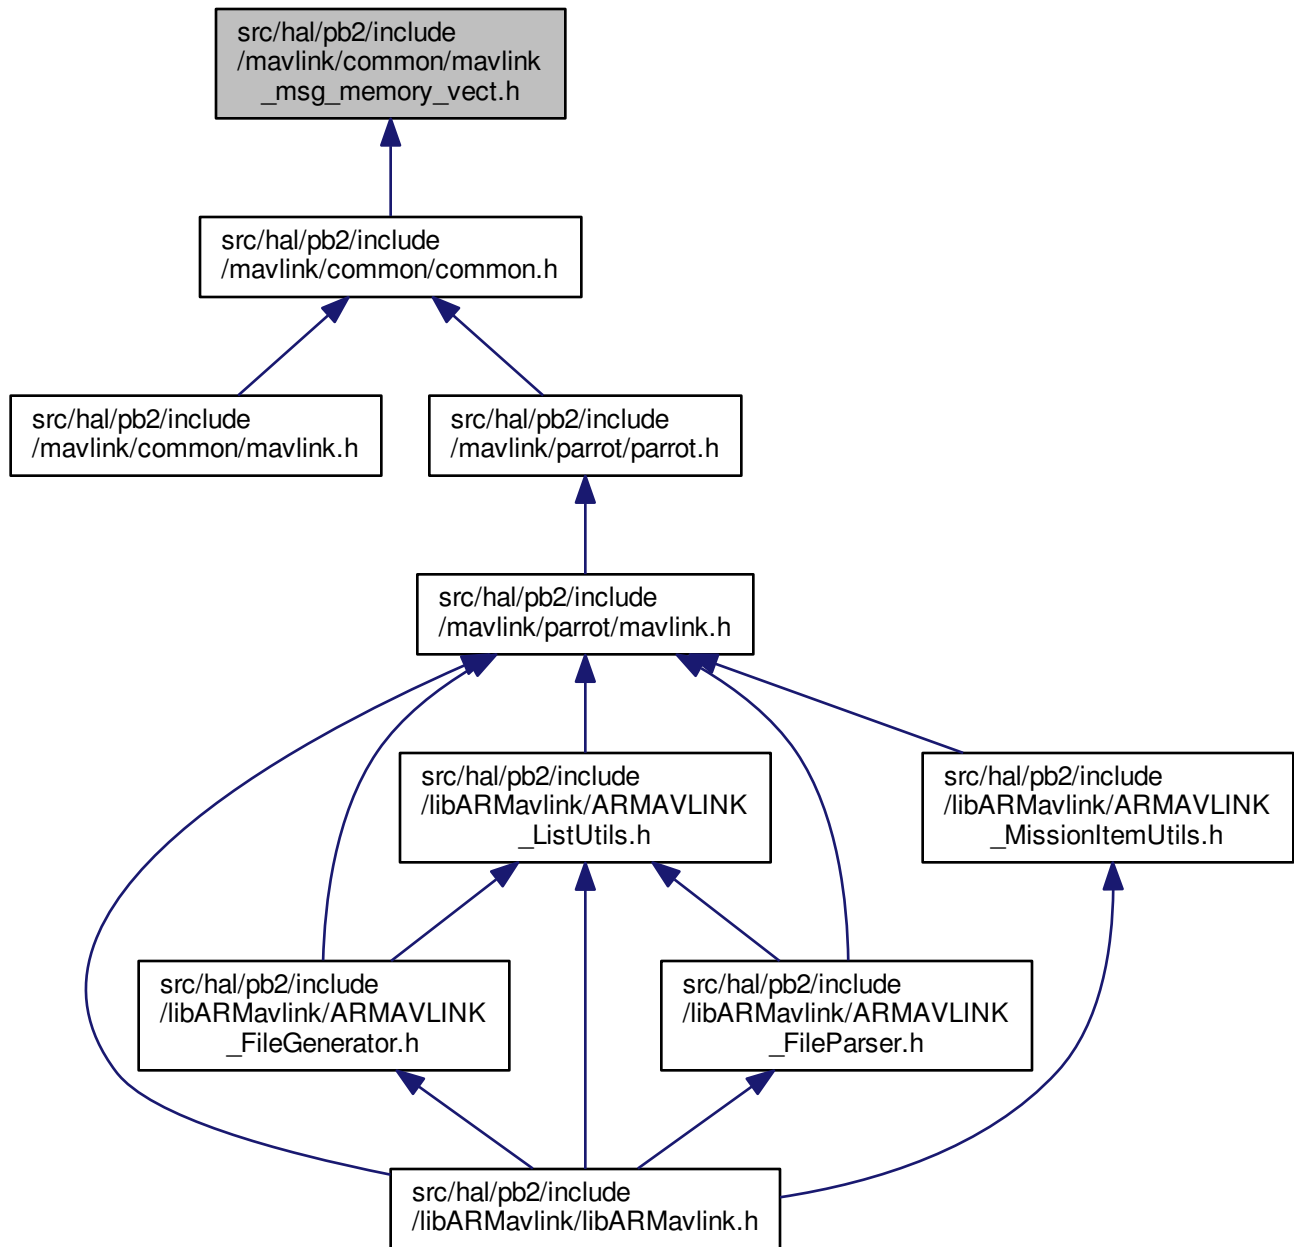 src/hal/pb2/include
/mavlink/common/mavlink
_msg_memory_vect.h
src/hal/pb2/include
/mavlink/common/common.h
src/hal/pb2/include
/mavlink/common/mavlink.h
src/hal/pb2/include
/mavlink/parrot/parrot.h
src/hal/pb2/include
/mavlink/parrot/mavlink.h
src/hal/pb2/include
/libARMavlink/ARMAVLINK
_ListUtils.h
src/hal/pb2/include
/libARMavlink/ARMAVLINK
_MissionItemUtils.h
src/hal/pb2/include
/libARMavlink/ARMAVLINK
_FileGenerator.h
src/hal/pb2/include
/libARMavlink/ARMAVLINK
_FileParser.h
src/hal/pb2/include
/libARMavlink/libARMavlink.h